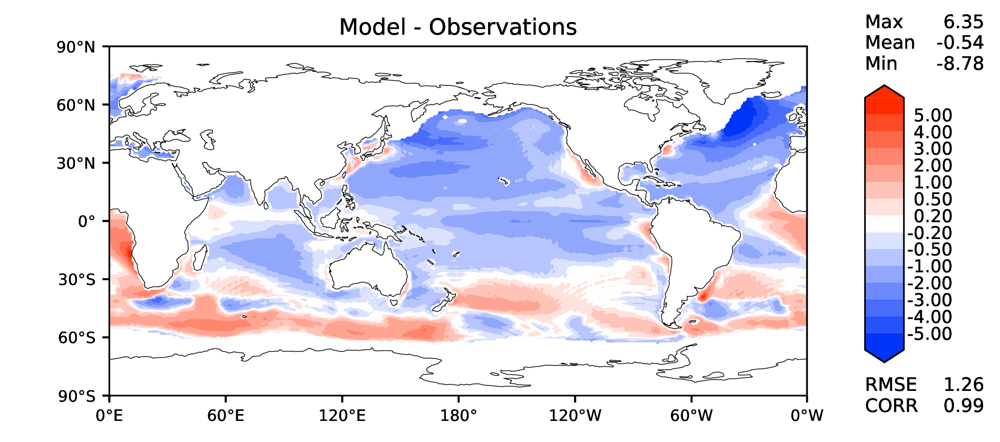 Model - Observations
Max 6.35
Mean -0.54
Min -8.78
90°N
60°N
30°N
0°
30°S
60°S
90°S
0°E 60°E 120°E 180° 120°W 60°W 0°W
5.00
4.00
3.00
2.00
1.00
0.50
0.20
-0.20
-0.50
-1.00
-2.00
-3.00
-4.00
-5.00
RMSE 1.26
CORR 0.99